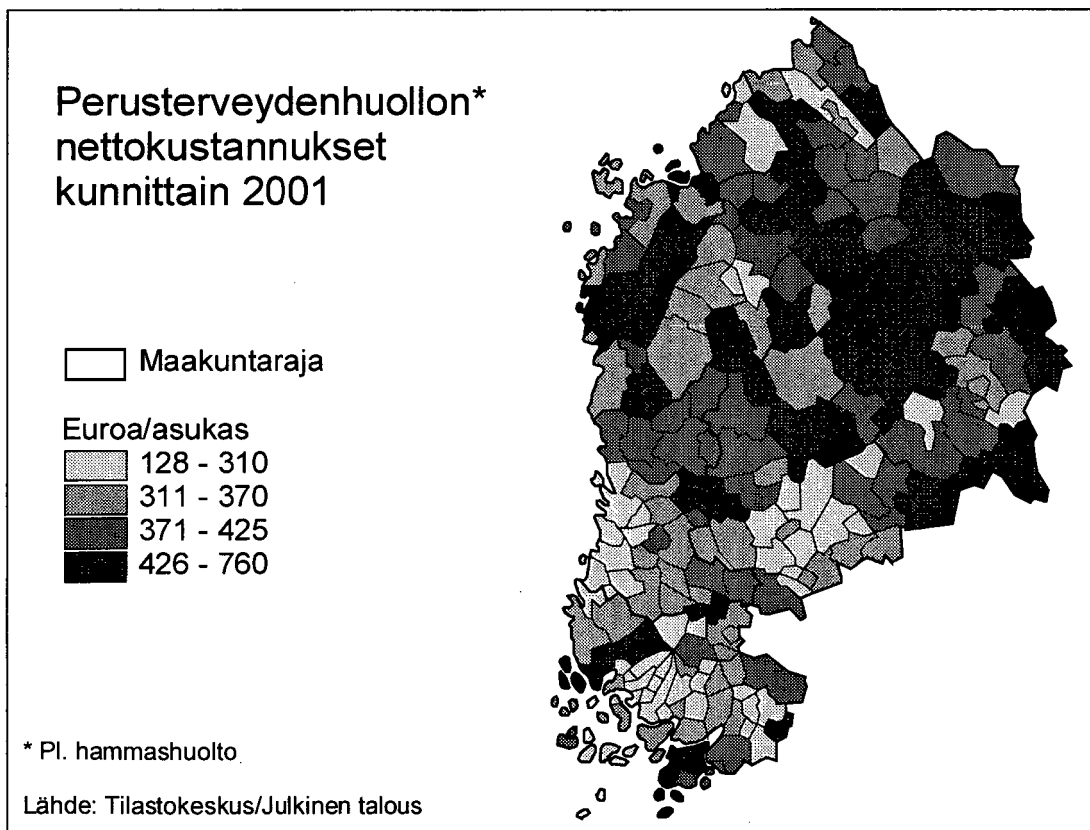 Perusterveydenhuollon*
nettokustannukset
kunnittain 2001
Maakuntaraja
Euroa/asukas
128 - 310
311 - 370
371 - 425
426 - 760
* Pl. hammashuolto
Lähde: Tilastokeskus/Julkinen talous